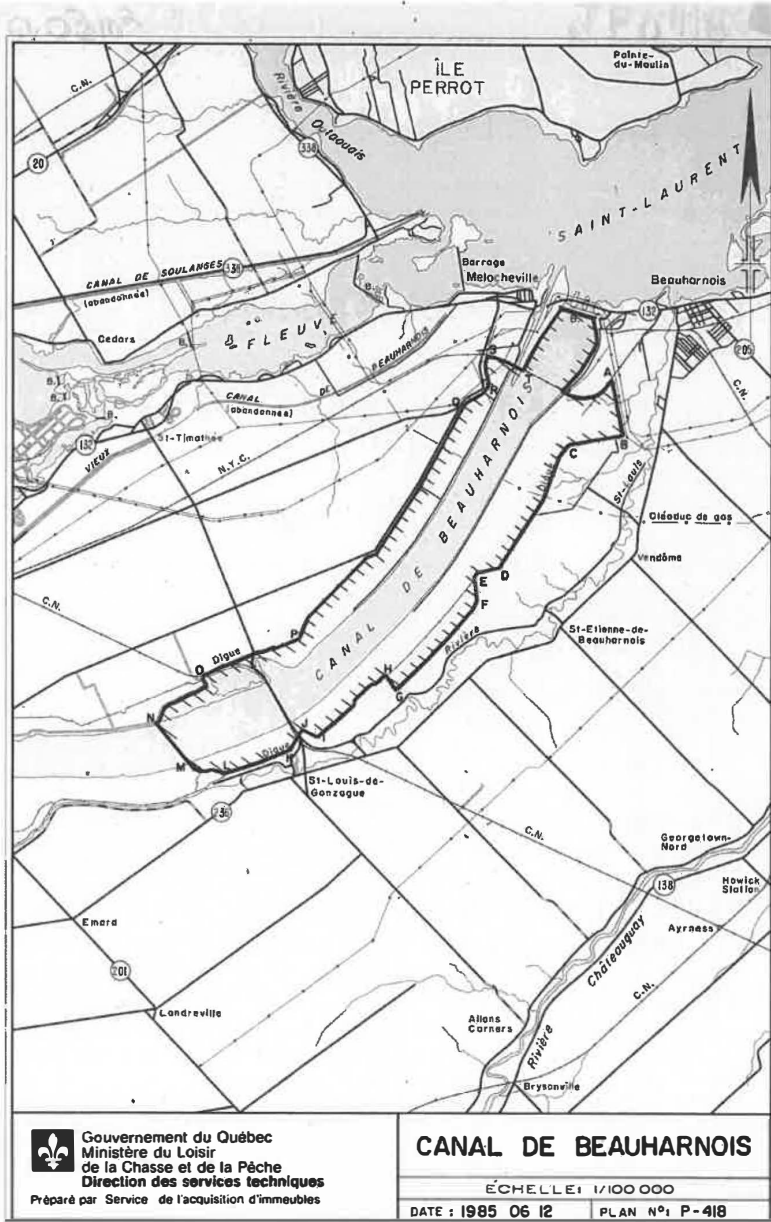 ÎLE
PERROT
Pointe-
du-Moulin
C.N.
Rivière
Outaouais
20
338
SAINT-LAURENT
CANAL DE SOULANGES
(abandonnée)
338
Barrage
Melocheville
Beauharnois
132
205
B.
Cedars
FLEUVE
B.
B.
B.I.
B.I.
B.
VIEUX CANAL DE BEAUHARNOIS
(abandonnée)
132
St-Timothée
N.Y.C.
C.N.
S
R
Q
T
A
B
C
CANAL DE BEAUHARNOIS
St-Louis
Oléoduc de gas
Vendôme
E
D
F
C.N.
P
Digue
O
St-Etienne-de-
Beauharnois
Rivière
H
G
N
M
L
Digue
K
J
I
St-Louis-de-
Gonzague
236
C.N.
Georgetown-
Nord
138
Howick
Station
Ayrness
Emard
201
Landreville
Châteauguay
C.N.
Allans
Corners
Rivière
Brysonville
Gouvernement du Québec
Ministère du Loisir
de la Chasse et de la Pêche
Direction des services techniques
Préparé par Service de l'acquisition d'immeubles
CANAL DE BEAUHARNOIS
ÉCHELLE: 1/100 000
DATE : 1985 06 12
PLAN Nº: P-418